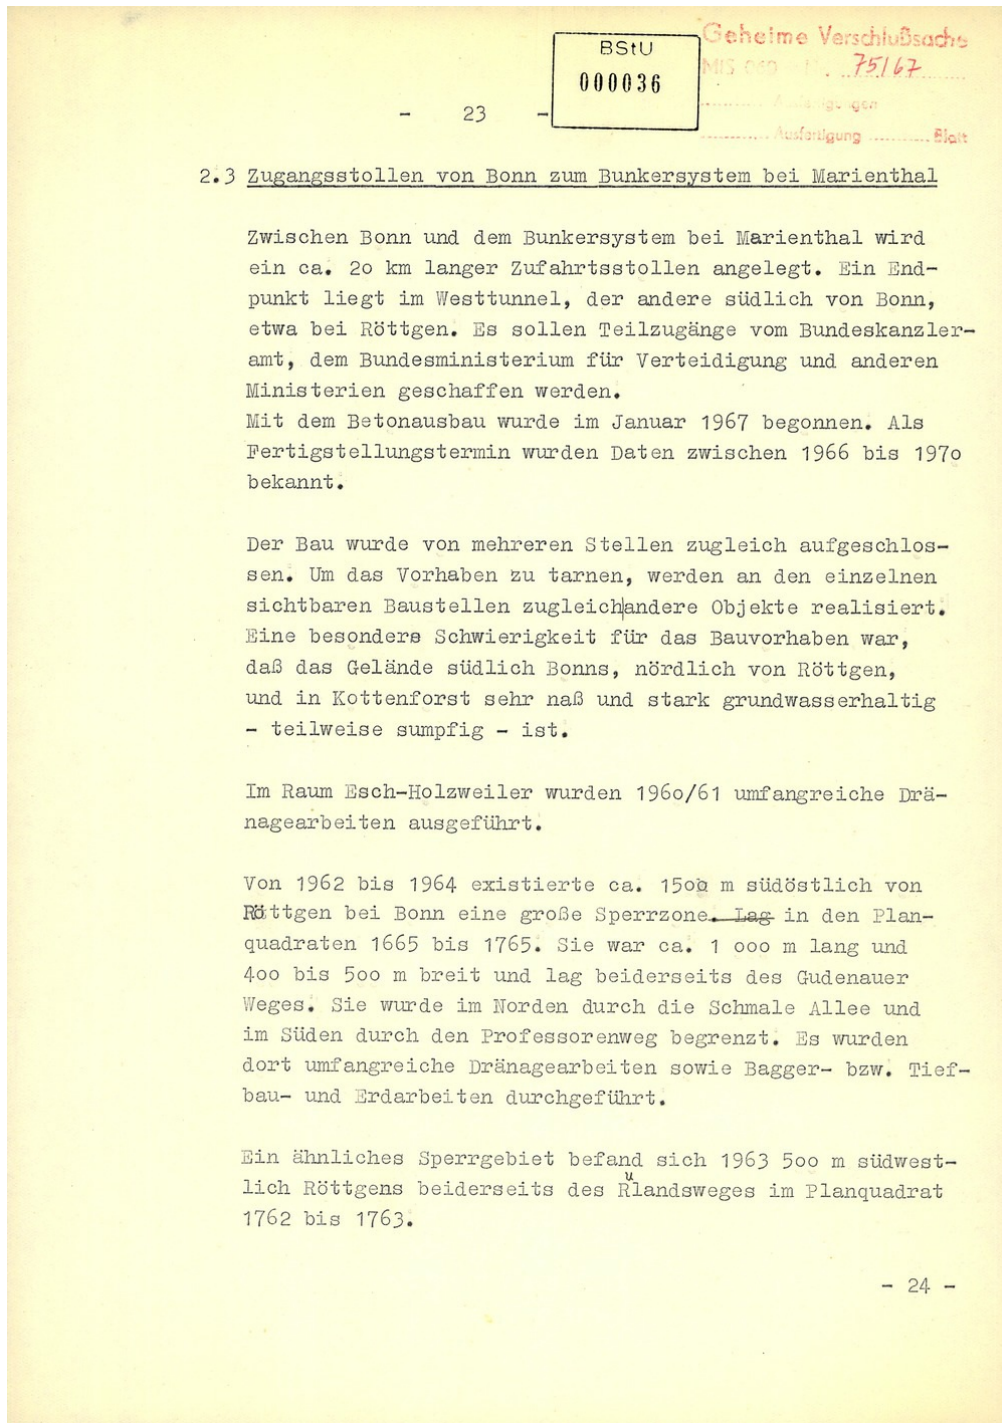 Geheime Verschlußsache
BStU
000036
MfS 75/67
- 23 -
Ausfertigung Blatt
2.3 Zugangsstollen von Bonn zum Bunkersystem bei Marienthal
Zwischen Bonn und dem Bunkersystem bei Marienthal wird
ein ca. 2o km langer Zufahrtsstollen angelegt. Ein End-
punkt liegt im Westtunnel, der andere südlich von Bonn,
etwa bei Röttgen. Es sollen Teilzugänge vom Bundeskanzler-
amt, dem Bundesministerium für Verteidigung und anderen
Ministerien geschaffen werden.
Mit dem Betonausbau wurde im Januar 1967 begonnen. Als
Fertigstellungstermin wurden Daten zwischen 1966 bis 197o
bekannt.
Der Bau wurde von mehreren Stellen zugleich aufgeschlos-
sen. Um das Vorhaben zu tarnen, werden an den einzelnen
sichtbaren Baustellen zugleich|andere Objekte realisiert.
Eine besondere Schwierigkeit für das Bauvorhaben war,
daß das Gelände südlich Bonns, nördlich von Röttgen,
und in Kottenforst sehr naß und stark grundwasserhaltig
- teilweise sumpfig - ist.
Im Raum Esch-Holzweiler wurden 196o/61 umfangreiche Drä-
nagearbeiten ausgeführt.
Von 1962 bis 1964 existierte ca. 15oo m südöstlich von
Röttgen bei Bonn eine große Sperrzone. Lag in den Plan-
quadraten 1665 bis 1765. Sie war ca. 1 ooo m lang und
4oo bis 5oo m breit und lag beiderseits des Gudenauer
Weges. Sie wurde im Norden durch die Schmale Allee und
im Süden durch den Professorenweg begrenzt. Es wurden
dort umfangreiche Dränagearbeiten sowie Bagger- bzw. Tief-
bau- und Erdarbeiten durchgeführt.
Ein ähnliches Sperrgebiet befand sich 1963 5oo m südwest-
lich Röttgens beiderseits des Rulandsweges im Planquadrat
1762 bis 1763.
- 24 -